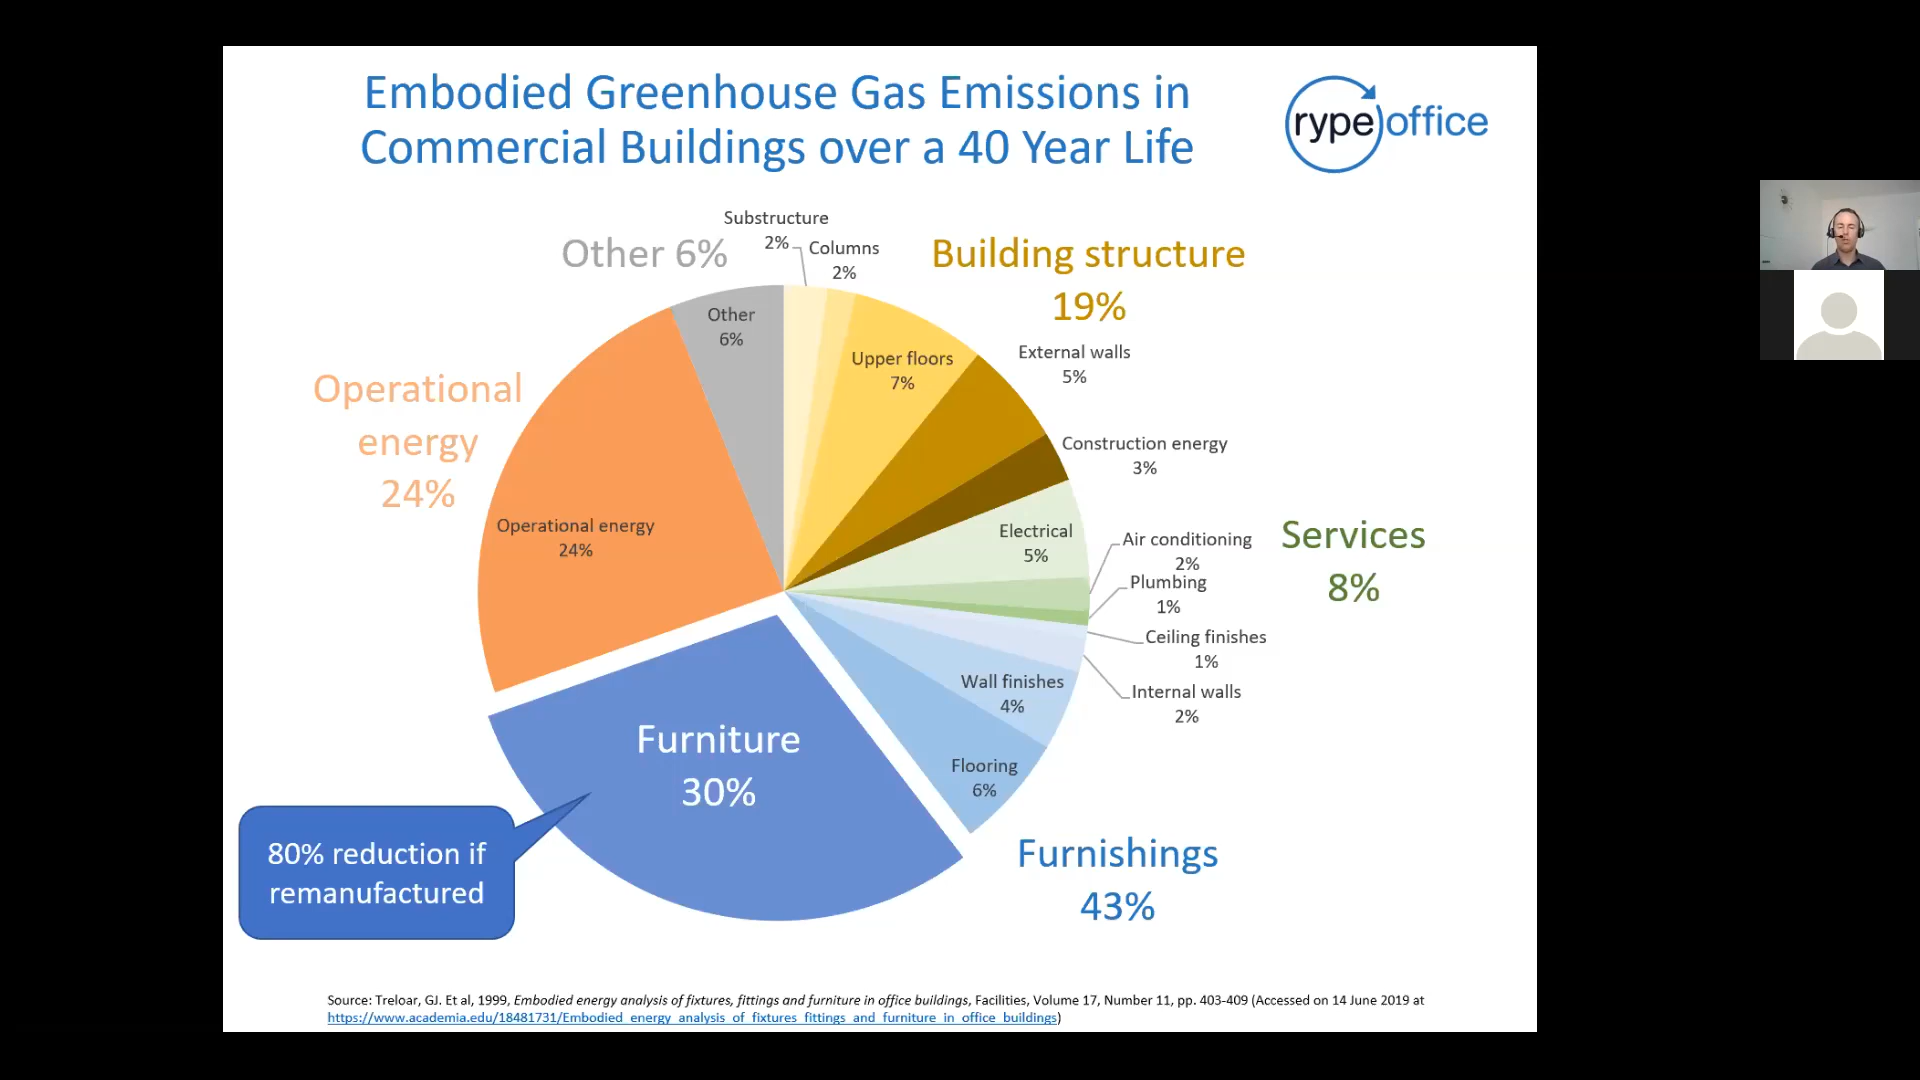 Embodied Greenhouse Gas Emissions in
Commercial Buildings over a 40 Year Life
rype office
Substructure
2%
Columns
2%
Other 6%
Building structure
19%
Other
6%
Upper floors
7%
External walls
5%
Operational
energy
24%
Construction energy
3%
Operational energy
24%
Electrical
5%
Air conditioning
2%
Services
8%
Plumbing
1%
Ceiling finishes
1%
Wall finishes
4%
Internal walls
2%
Furniture
30%
Flooring
6%
80% reduction if
remanufactured
Furnishings
43%
Source: Treloar, GJ. Et al, 1999, Embodied energy analysis of fixtures, fittings and furniture in office buildings, Facilities, Volume 17, Number 11, pp. 403-409 (Accessed on 14 June 2019 at
https://www.academia.edu/18481731/Embodied_energy_analysis_of_fixtures_fittings_and_furniture_in_office_buildings)